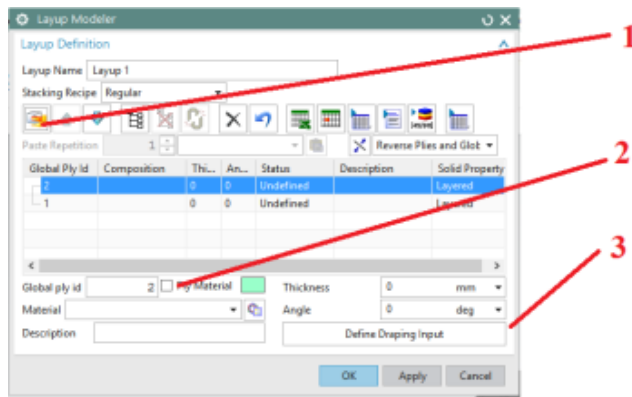 Layup Modeler
1
Layup Definition
Layup Name Layup 1
Stacking Recipe Regular
Paste Repetition 1 Reverse Plies and Glob
Global Ply Id Composition Thi... An... Status Description Solid Property
2 0 0 Undefined Layered
1 0 0 Undefined Layered
2
3
Global ply id 2 Ply Material Thickness 0 mm
Material Angle 0 deg
Description Define Draping Input
OK Apply Cancel